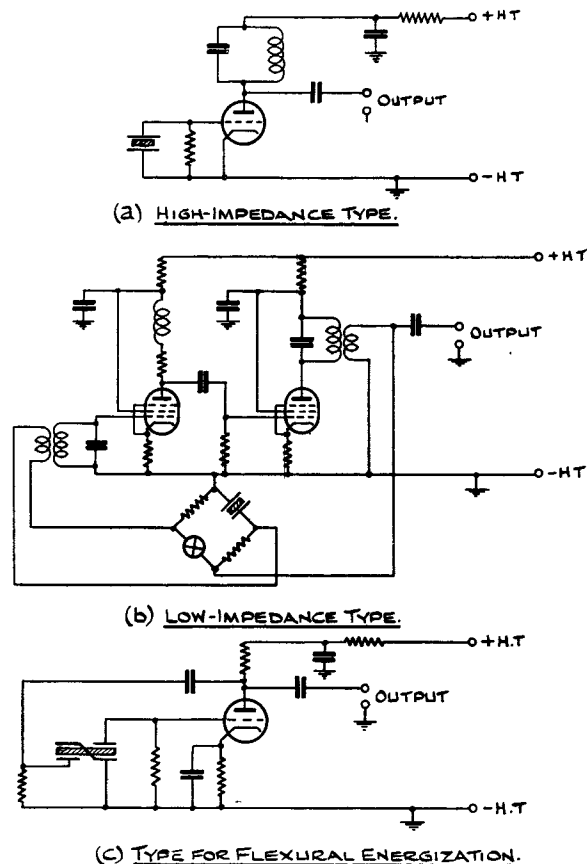 +HT
OUTPUT
-HT
(a) HIGH-IMPEDANCE TYPE.
+HT
OUTPUT
-HT
(b) LOW-IMPEDANCE TYPE.
+H.T
OUTPUT
-H.T
(c) TYPE FOR FLEXURAL ENERGIZATION.